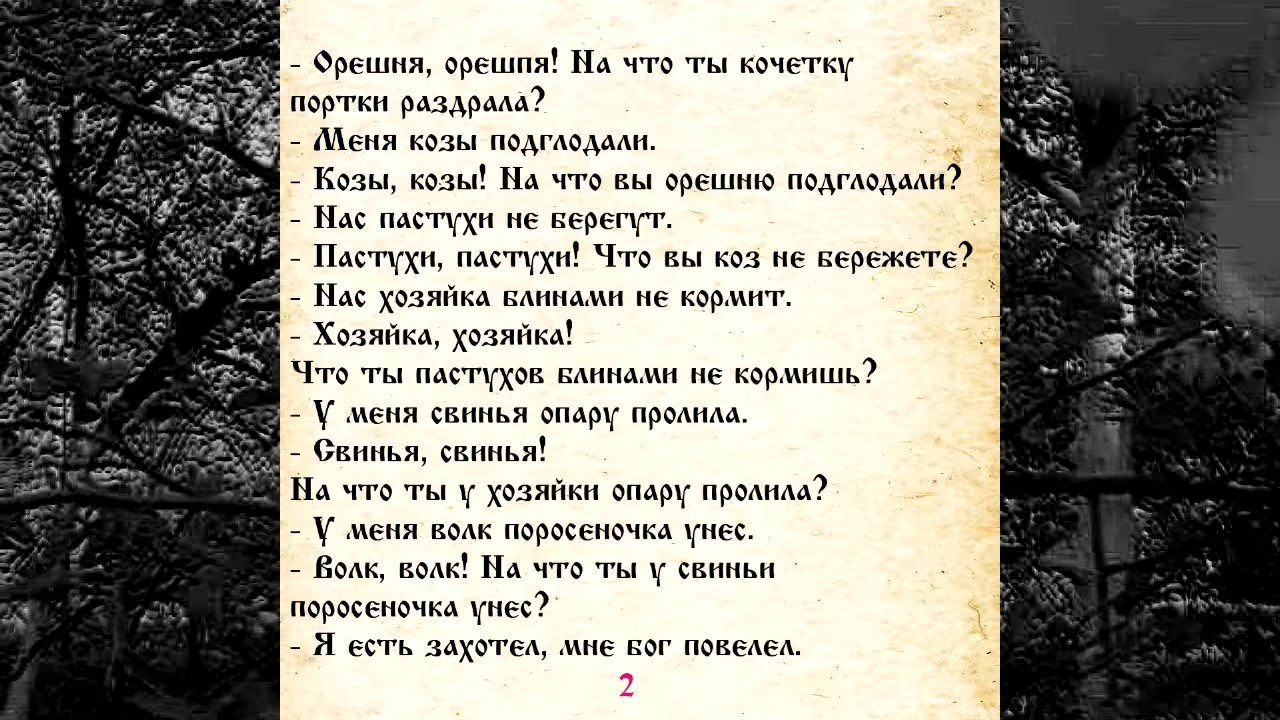 - Орешня, орешпя! На что ты кочетку
портки раздрала?
- Меня козы подглодали.
- Козы, козы! На что вы орешню подглодали?
- Нас пастухи не берегут.
- Пастухи, пастухи! Что вы коз не бережете?
- Нас хозяйка блинами не кормит.
- Хозяйка, хозяйка!
Что ты пастухов блинами не кормишь?
- У меня свинья опару пролила.
- Свинья, свинья!
На что ты у хозяйки опару пролила?
- У меня волк поросеночка унес.
- Волк, волк! На что ты у свиньи
поросеночка унес?
- Я есть захотел, мне бог повелел.
2